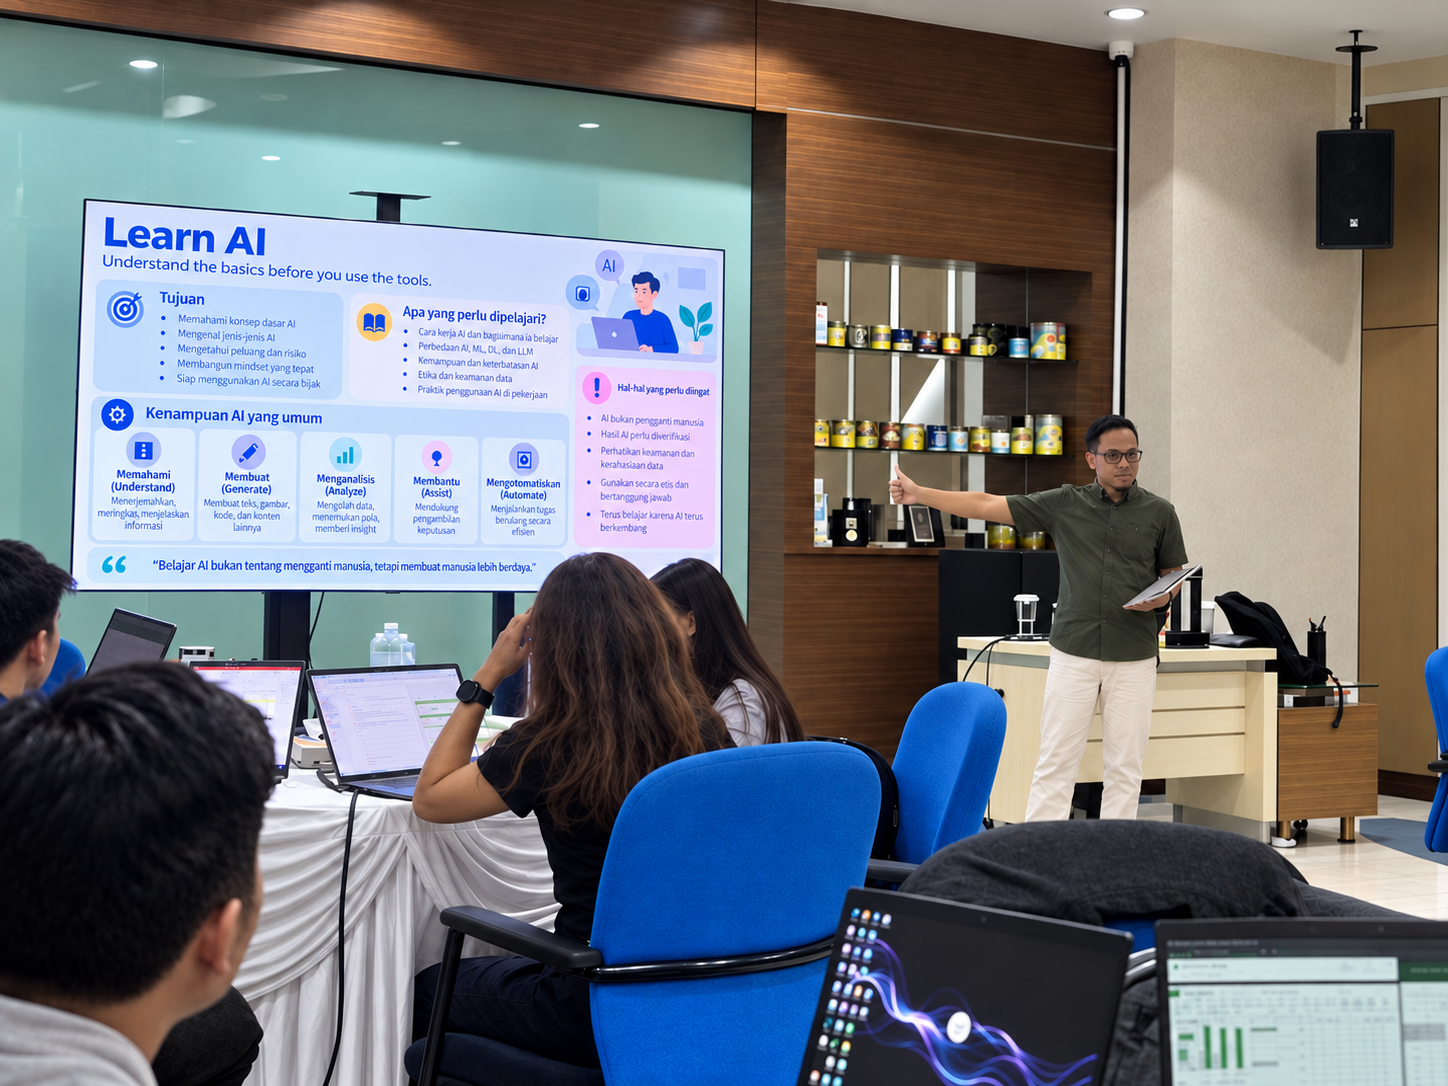 Learn AI
Understand the basics before you use the tools.
AI
Tujuan
• Memahami konsep dasar AI
• Mengenal jenis-jenis AI
• Mengetahui peluang dan risiko
• Membangun mindset yang tepat
• Siap menggunakan AI secara bijak
Apa yang perlu dipelajari?
• Cara kerja AI dan bagaimana ia belajar
• Perbedaan AI, ML, DL, dan LLM
• Kemampuan dan keterbatasan AI
• Etika dan keamanan data
• Praktik penggunaan AI di pekerjaan
Hal-hal yang perlu diingat
• AI bukan pengganti manusia
• Hasil AI perlu diverifikasi
• Perhatikan keamanan dan
kerahasiaan data
• Gunakan secara etis dan
bertanggung jawab
• Terus belajar karena AI terus
berkembang
Kenampuan AI yang umum
Memahami
(Understand)
Menerjemahkan,
meringkas, menjelaskan
informasi
Membuat
(Generate)
Membuat teks, gambar,
kode, dan konten
lainnya
Menganalisis
(Analyze)
Mengolah data,
menemukan pola,
memberi insight
Membantu
(Assist)
Mendukung
pengambilan
keputusan
Mengotomatiskan
(Automate)
Menjalankan tugas
berulang secara
efisien
"Belajar AI bukan tentang mengganti manusia, tetapi membuat manusia lebih berdaya."